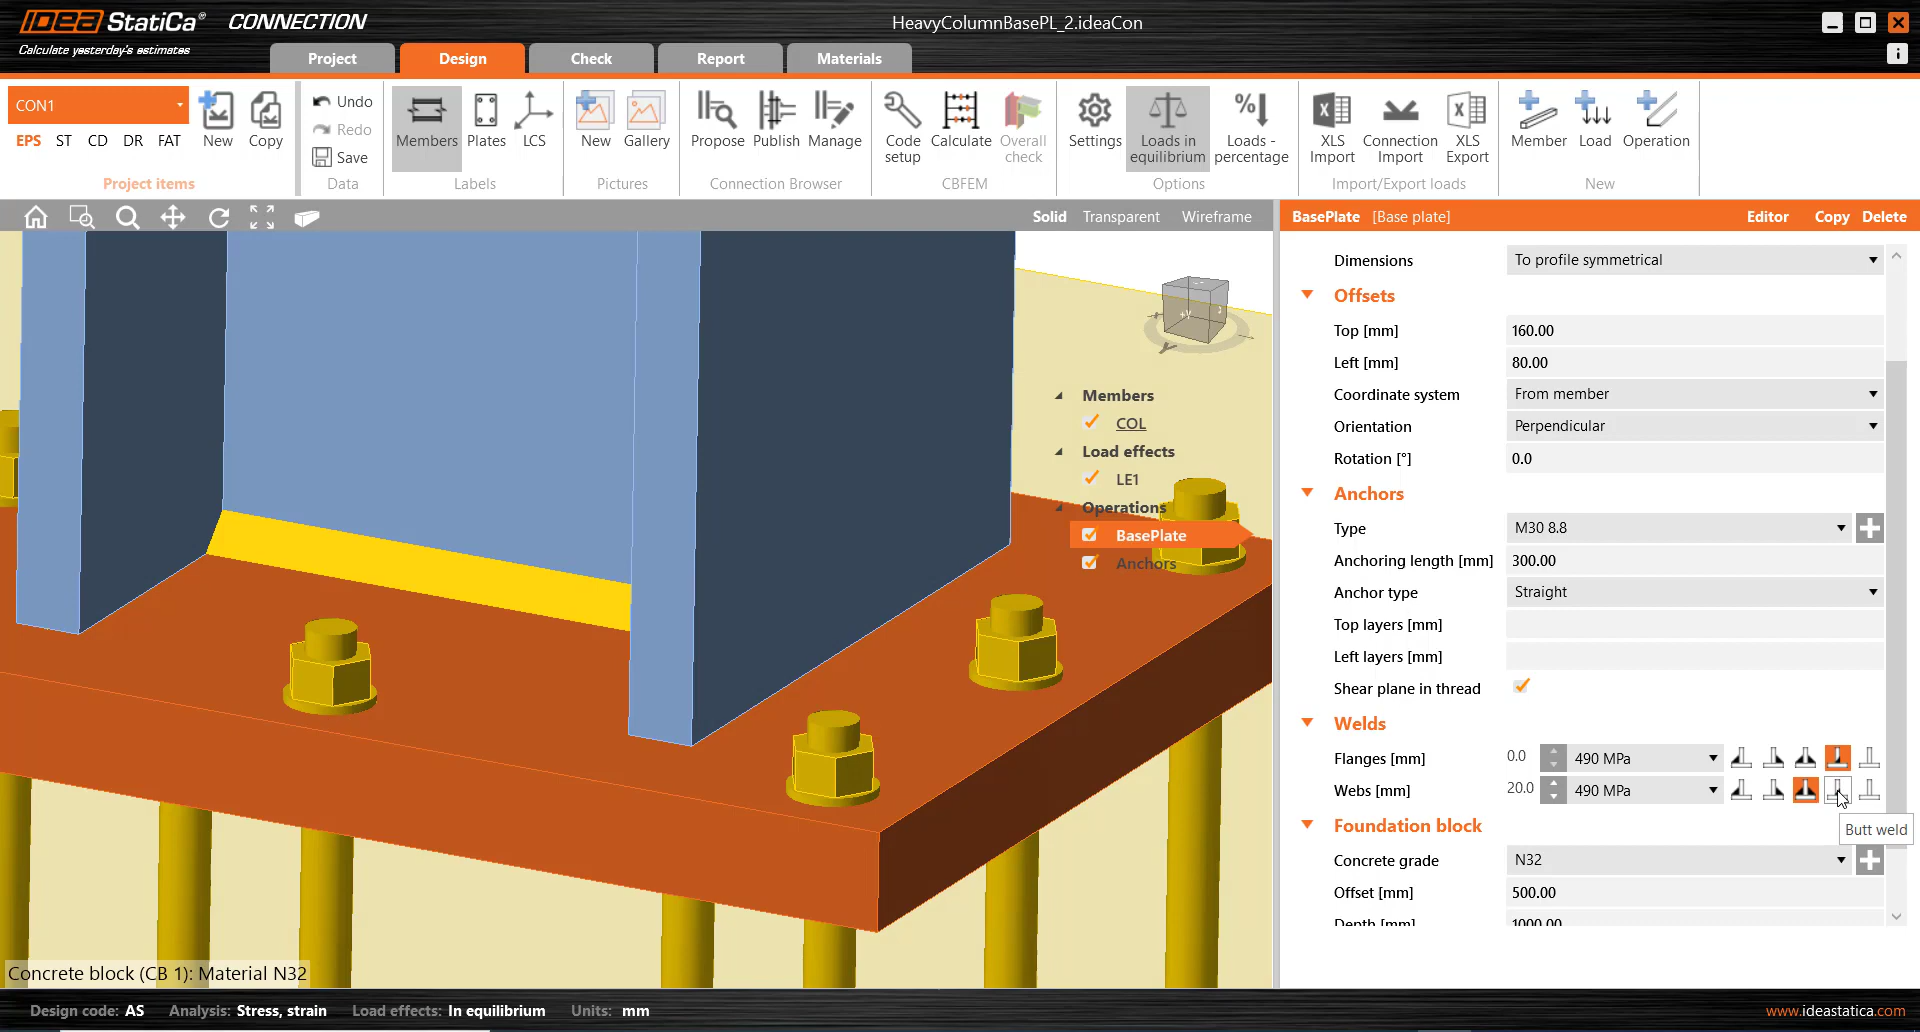 IDEA StatiCa® CONNECTION
Calculate yesterday's estimates
HeavyColumnBasePL_2.ideaCon
Project Design Check Report Materials
CON1
EPS ST CD DR FAT
New Copy
Project items
Undo
Redo
Save
Data
Members Plates LCS
Labels
New Gallery
Pictures
Propose Publish Manage
Connection Browser
Code setup Calculate Overall check
CBFEM
Settings Loads in equilibrium Loads - percentage
Options
XLS Import Connection Import XLS Export
Import/Export loads
Member Load Operation
New
Solid Transparent Wireframe
Members
COL
Load effects
LE1
Operations
BasePlate
Anchors
Concrete block (CB 1): Material N32
BasePlate [Base plate] Editor Copy Delete
Dimensions To profile symmetrical
Offsets
Top [mm] 160.00
Left [mm] 80.00
Coordinate system From member
Orientation Perpendicular
Rotation [°] 0.0
Anchors
Type M30 8.8
Anchoring length [mm] 300.00
Anchor type Straight
Top layers [mm]
Left layers [mm]
Shear plane in thread
Welds
Flanges [mm] 0.0 490 MPa
Webs [mm] 20.0 490 MPa
Butt weld
Foundation block
Concrete grade N32
Offset [mm] 500.00
Depth [mm] 1000.00
Design code: AS Analysis: Stress, strain Load effects: In equilibrium Units: mm
www.ideastatica.com